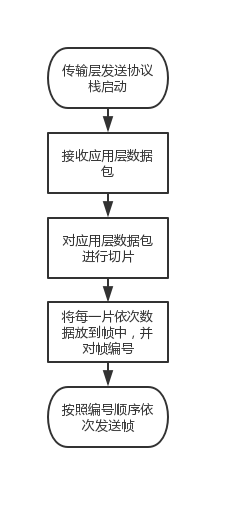 传输层发送协议
栈启动
接收应用层数据
包
对应用层数据包
进行切片
将每一片依次数
据放到帧中，并
对帧编号
按照编号顺序依
次发送帧